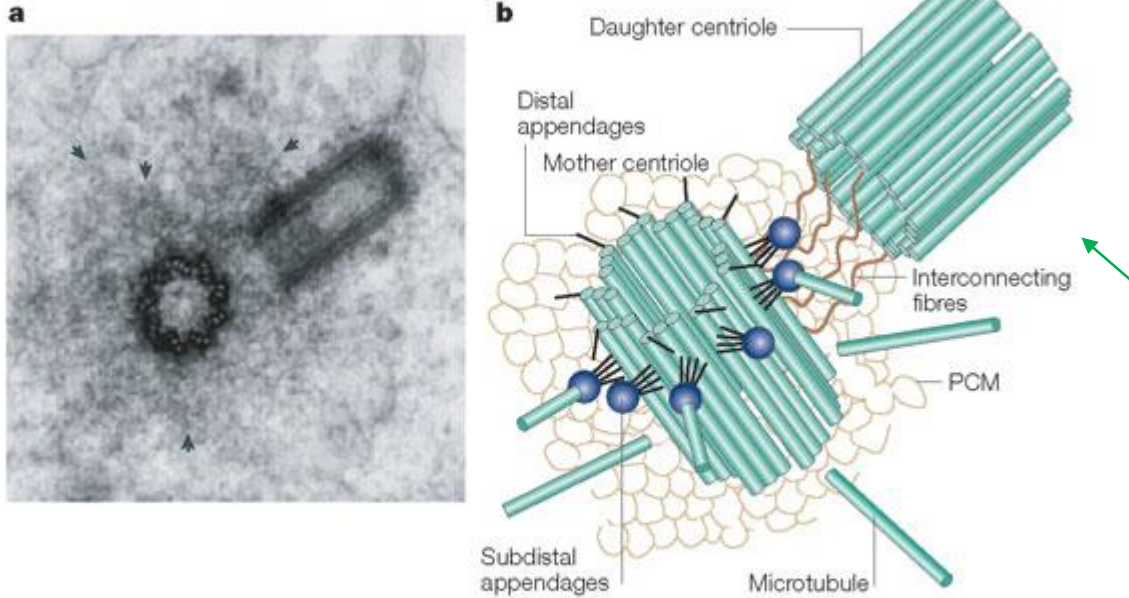 a
b
Daughter centriole
Distal
appendages
Mother centriole
Interconnecting
fibres
PCM
Subdistal
appendages
Microtubule